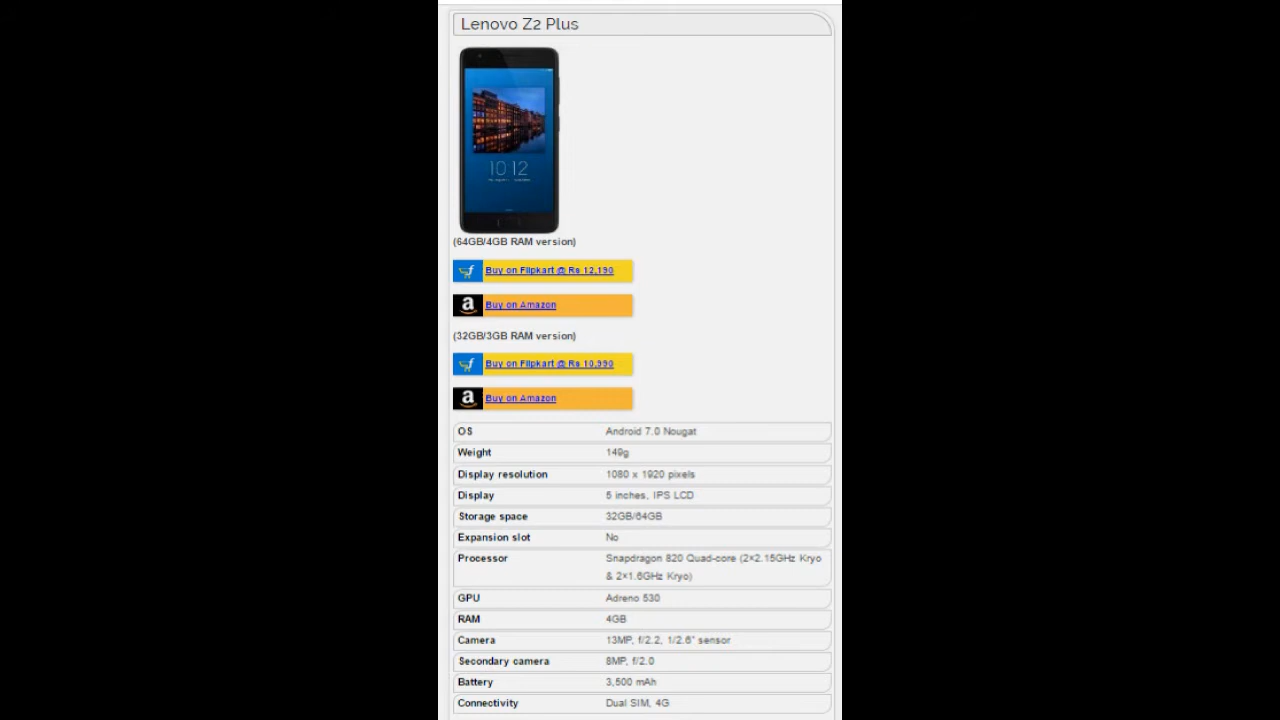 Lenovo Z2 Plus
10:12
(64GB/4GB RAM version)
Buy on Flipkart @ Rs 12,190
a Buy on Amazon
(32GB/3GB RAM version)
Buy on Flipkart @ Rs 10,990
a Buy on Amazon
OS Android 7.0 Nougat
Weight 149g
Display resolution 1080 x 1920 pixels
Display 5 inches, IPS LCD
Storage space 32GB/64GB
Expansion slot No
Processor Snapdragon 820 Quad-core (2×2.15GHz Kryo
& 2×1.6GHz Kryo)
GPU Adreno 530
RAM 4GB
Camera 13MP, f/2.2, 1/2.6" sensor
Secondary camera 8MP, f/2.0
Battery 3,500 mAh
Connectivity Dual SIM, 4G